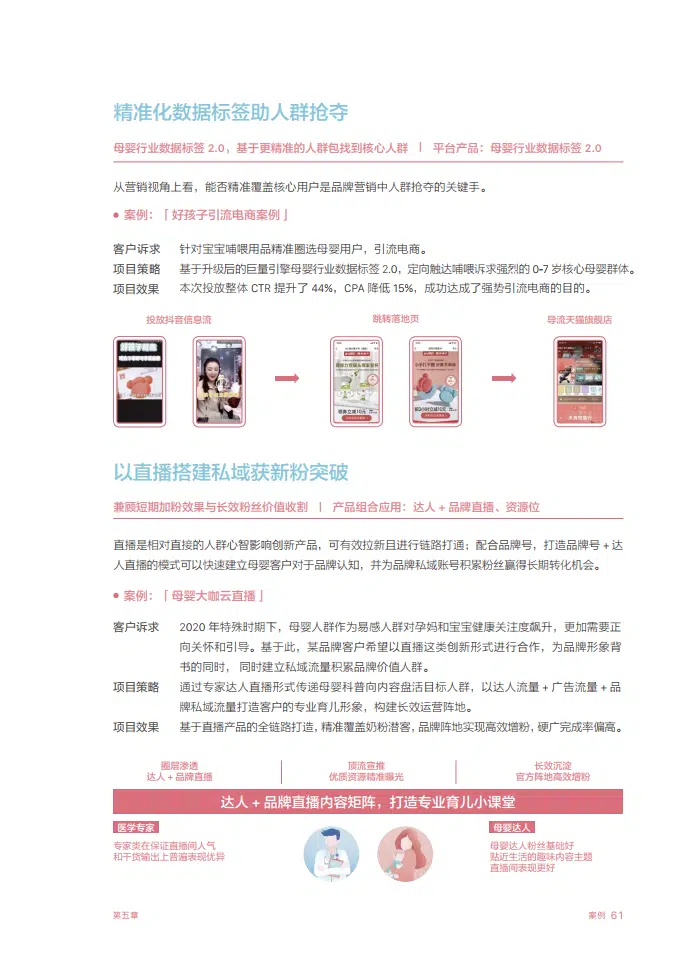 精准化数据标签助人群抢夺
母婴行业数据标签 2.0，基于更精准的人群包找到核心人群 | 平台产品：母婴行业数据标签 2.0
从营销视角上看，能否精准覆盖核心用户是品牌营销中人群抢夺的关键手。
• 案例：「好孩子引流电商案例」
客户诉求 针对宝宝哺喂用品精准圈选母婴用户，引流电商。
项目策略 基于升级后的巨量引擎母婴行业数据标签 2.0，定向触达哺喂诉求强烈的 0-7 岁核心母婴群体。
项目效果 本次投放整体 CTR 提升了 44%，CPA 降低 15%，成功达成了强势引流电商的目的。
投放抖音信息流 跳转落地页 导流天猫旗舰店
以直播搭建私域获新粉突破
兼顾短期加粉效果与长效粉丝价值收割 | 产品组合应用：达人 + 品牌直播、资源位
直播是相对直接的人群心智影响创新产品，可有效拉新且进行链路打通；配合品牌号，打造品牌号 + 达
人直播的模式可以快速建立母婴客户对于品牌认知，并为品牌私域账号积累粉丝赢得长期转化机会。
• 案例：「母婴大咖云直播」
客户诉求 2020 年特殊时期下，母婴人群作为易感人群对孕妈和宝宝健康关注度飙升，更加需要正
向关怀和引导。基于此，某品牌客户希望以直播这类创新形式进行合作，为品牌形象背
书的同时， 同时建立私域流量积累品牌价值人群。
项目策略 通过专家达人直播形式传递母婴科普向内容盘活目标人群，以达人流量 + 广告流量 + 品
牌私域流量打造客户的专业育儿形象，构建长效运营阵地。
项目效果 基于直播产品的全链路打造，精准覆盖奶粉潜客，品牌阵地实现高效增粉，硬广完成率偏高。
圈层渗透 顶流宣推 长效沉淀
达人 + 品牌直播 优质资源精准曝光 官方阵地高效增粉
达人 + 品牌直播内容矩阵，打造专业育儿小课堂
医学专家
专家类在保证直播间人气
和干货输出上普遍表现优异
母婴达人
母婴达人粉丝基础好
贴近生活的趣味内容主题
直播间表现更好
第五章 案例 61